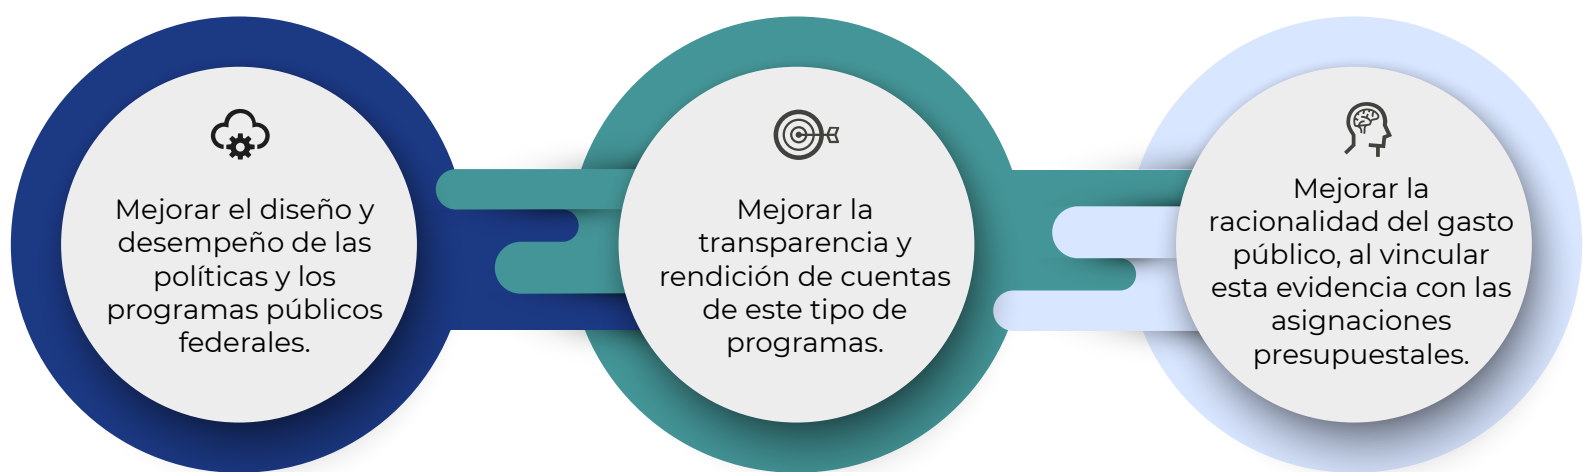 Mejorar el diseño y
desempeño de las
políticas y los
programas públicos
federales.
Mejorar la
transparencia y
rendición de cuentas
de este tipo de
programas.
Mejorar la
racionalidad del gasto
público, al vincular
esta evidencia con las
asignaciones
presupuestales.